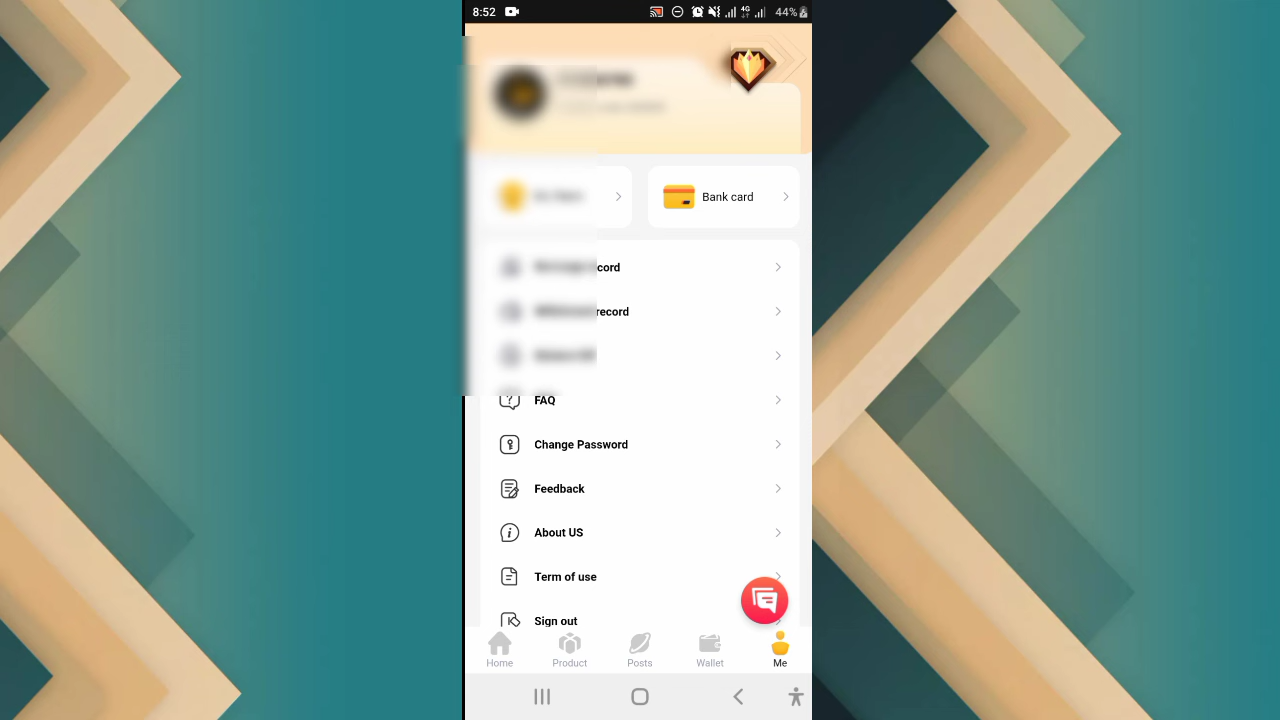 8:52
4G
44%
Bank card
cord
record
FAQ
Change Password
Feedback
About US
Term of use
Sign out
Home
Product
Posts
Wallet
Me